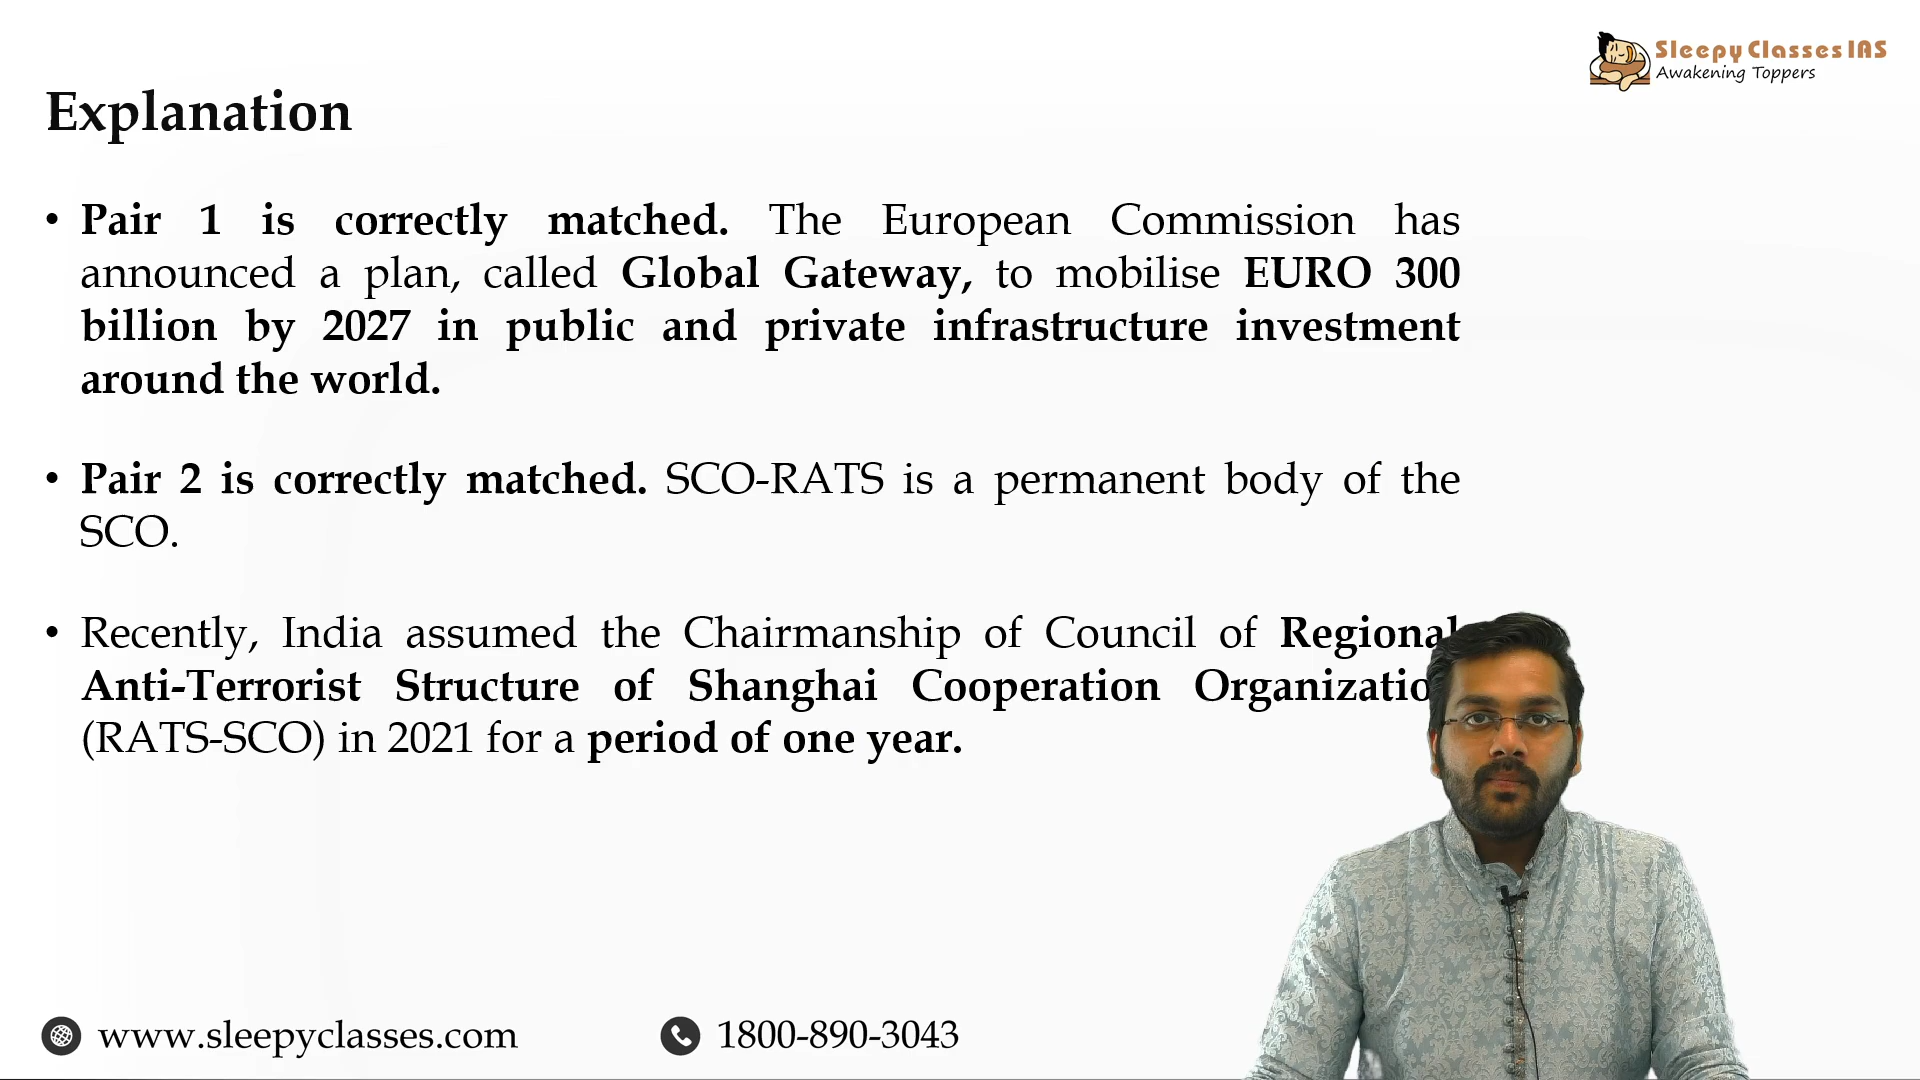 Sleepy Classes IAS
Awakening Toppers
Explanation
• Pair 1 is correctly matched. The European Commission has
announced a plan, called Global Gateway, to mobilise EURO 300
billion by 2027 in public and private infrastructure investment
around the world.
• Pair 2 is correctly matched. SCO-RATS is a permanent body of the
SCO.
• Recently, India assumed the Chairmanship of Council of Regional
Anti-Terrorist Structure of Shanghai Cooperation Organization
(RATS-SCO) in 2021 for a period of one year.
www.sleepyclasses.com
1800-890-3043